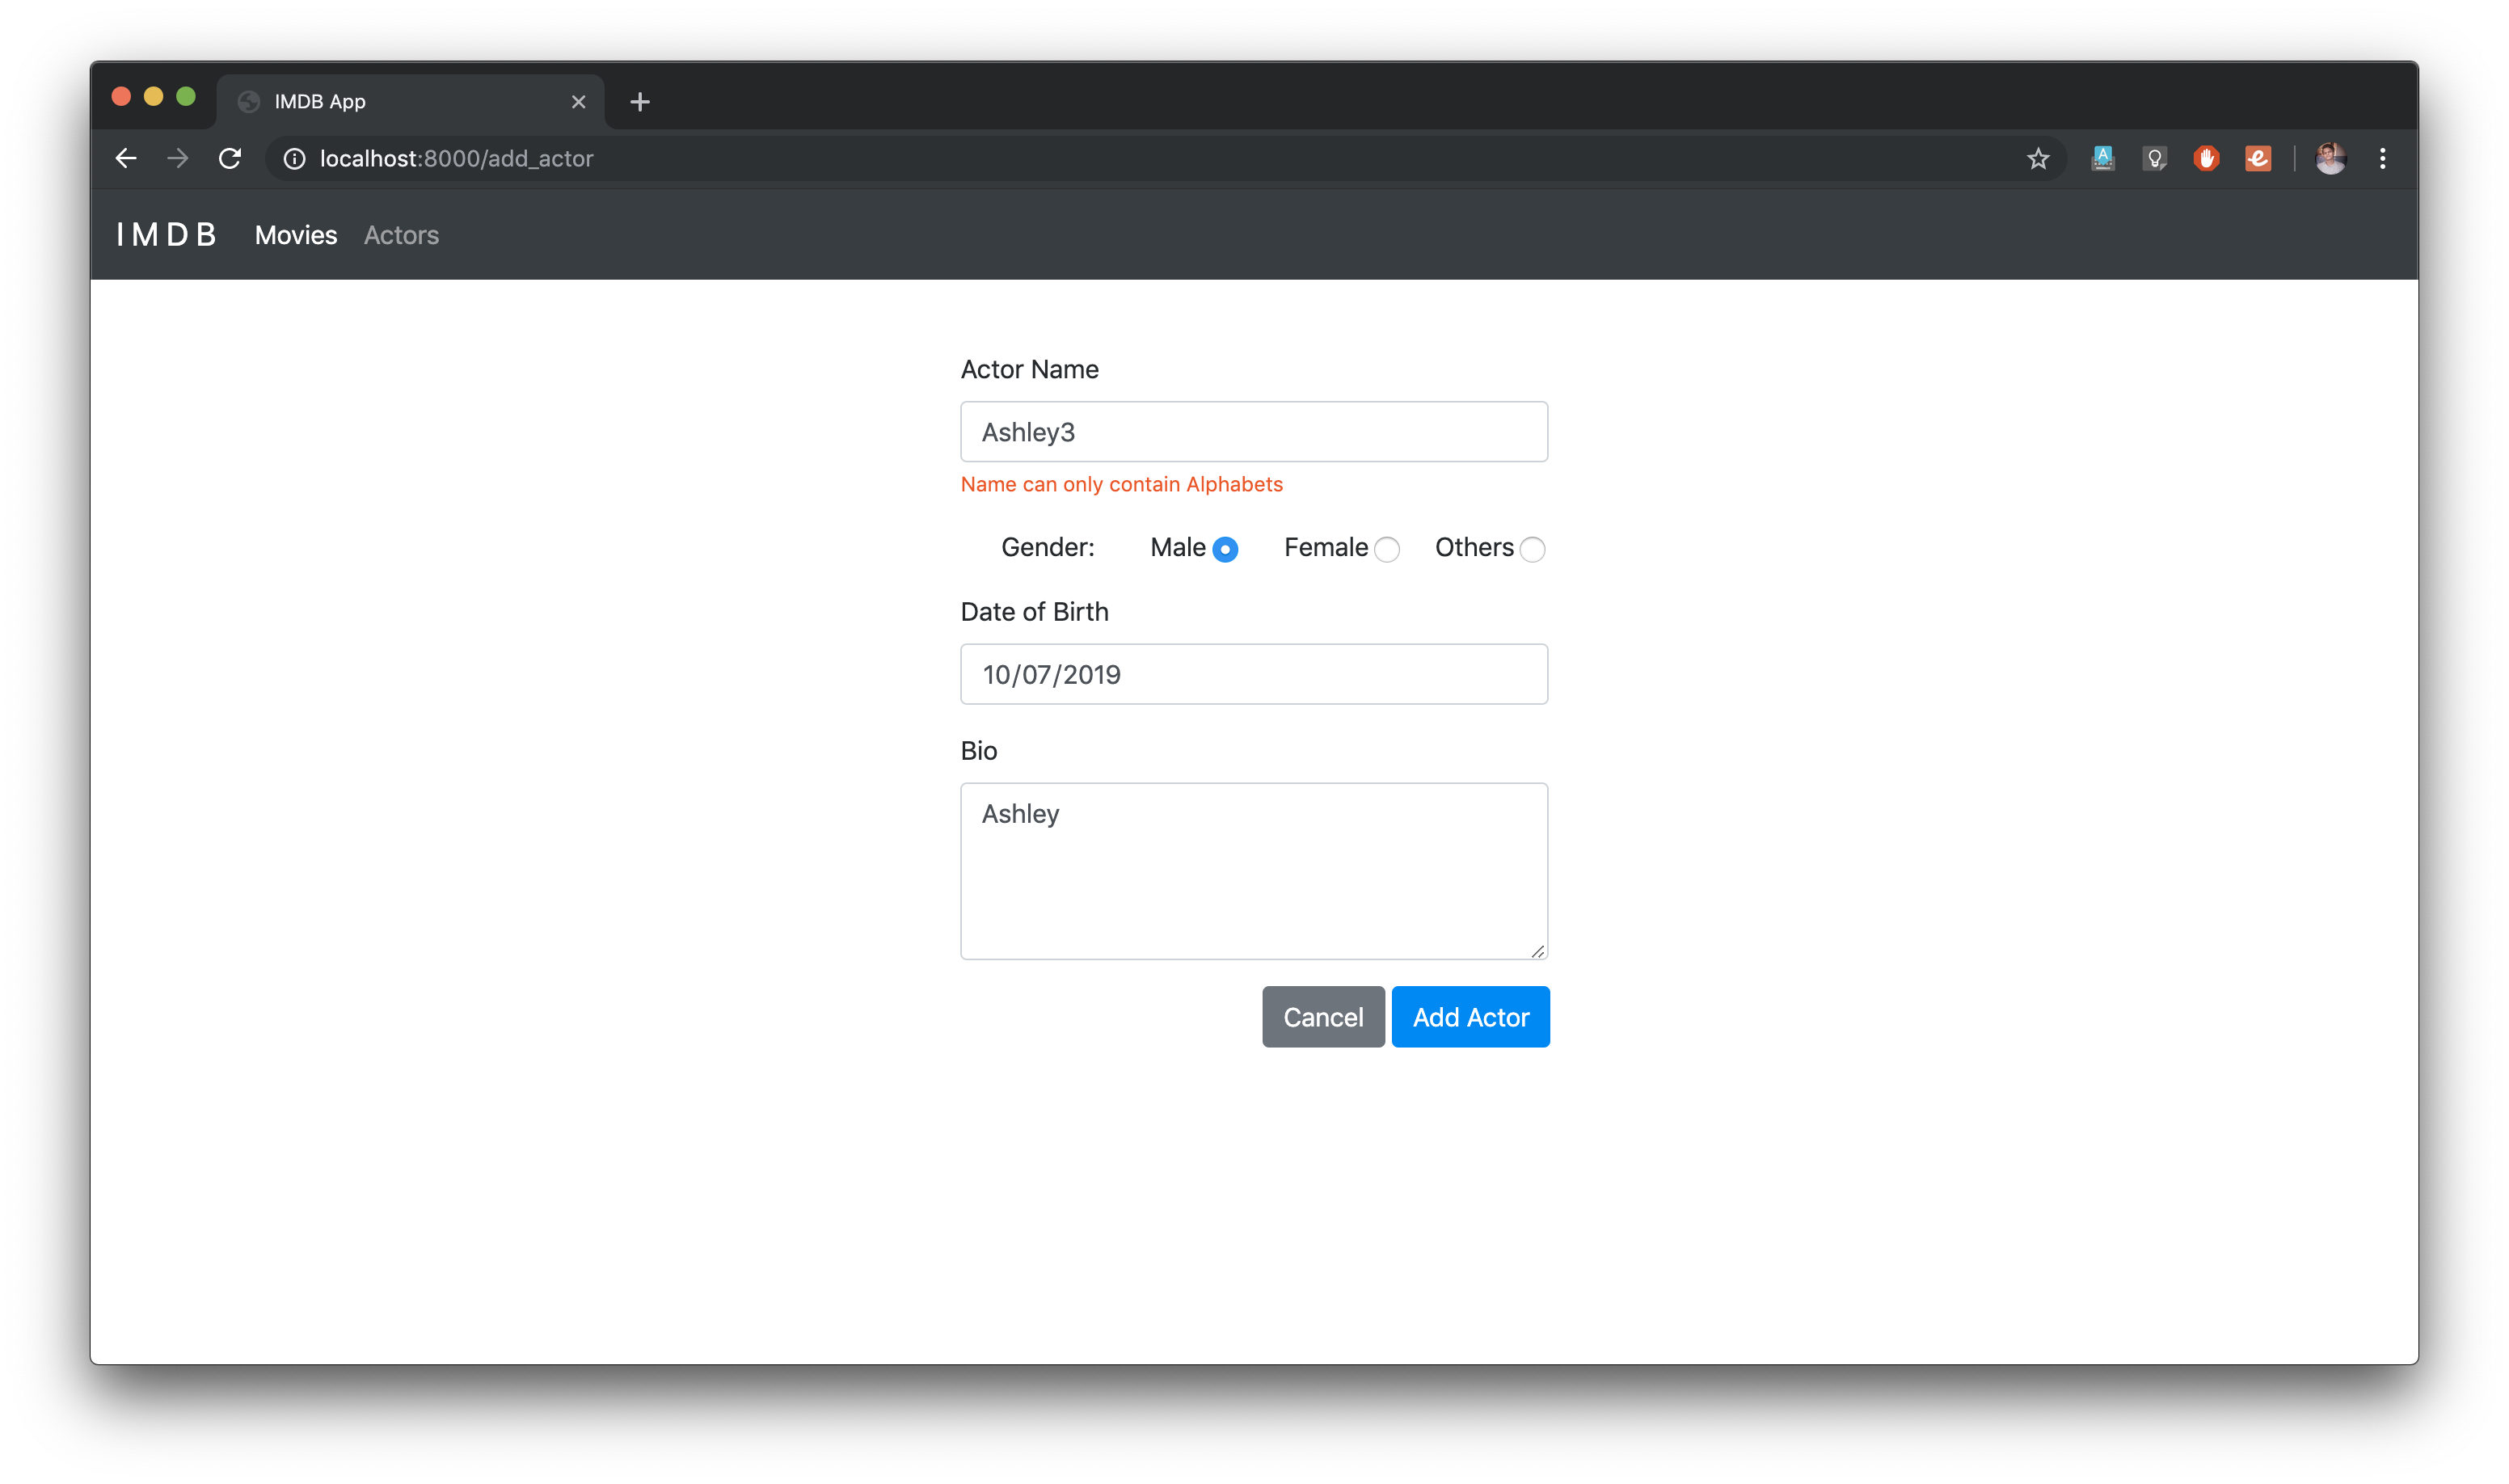 IMDB App
localhost:8000/add_actor
IMDB Movies Actors
Actor Name
Ashley3
Name can only contain Alphabets
Gender: Male Female Others
Date of Birth
10/07/2019
Bio
Ashley
Cancel Add Actor